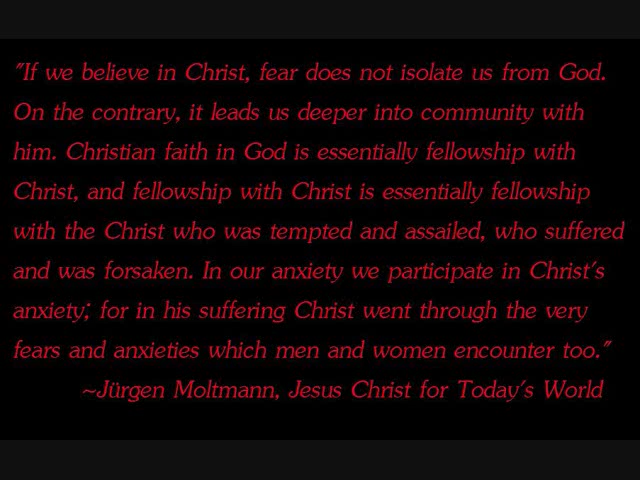 "If we believe in Christ, fear does not isolate us from God.
On the contrary, it leads us deeper into community with
him. Christian faith in God is essentially fellowship with
Christ, and fellowship with Christ is essentially fellowship
with the Christ who was tempted and assailed, who suffered
and was forsaken. In our anxiety we participate in Christ's
anxiety; for in his suffering Christ went through the very
fears and anxieties which men and women encounter too."
~Jürgen Moltmann, Jesus Christ for Today's World